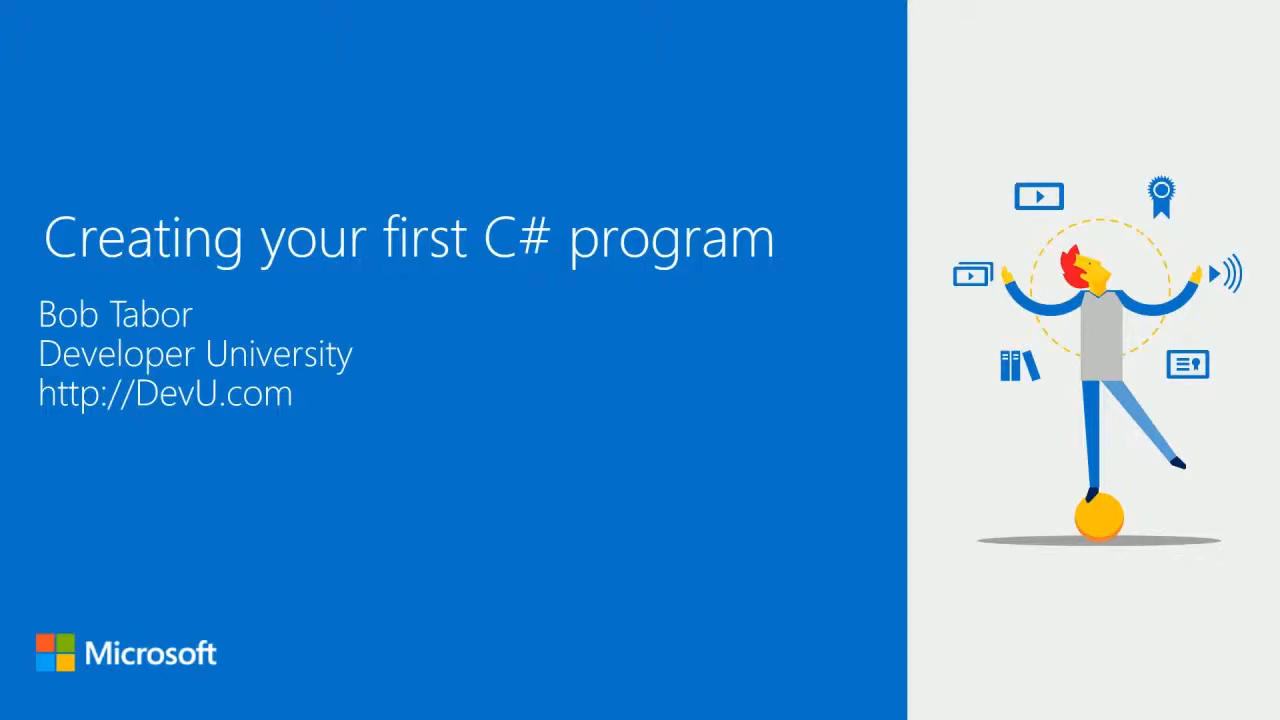 Creating your first C# program
Bob Tabor
Developer University
http://DevU.com
Microsoft